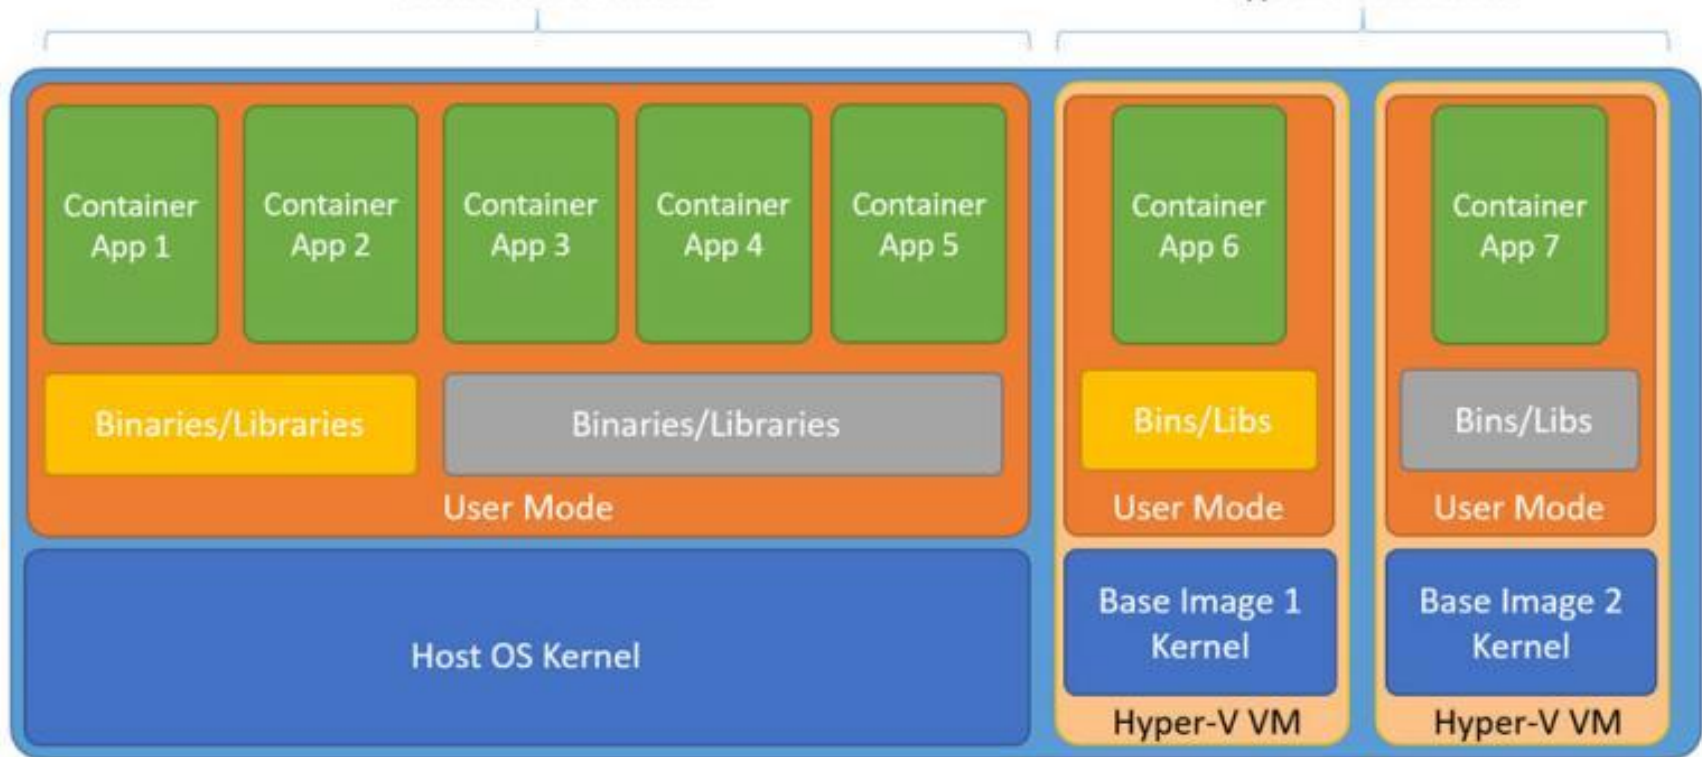 Container
App 1
Container
App 2
Container
App 3
Container
App 4
Container
App 5
Container
App 6
Container
App 7
Binaries/Libraries
Binaries/Libraries
Bins/Libs
Bins/Libs
User Mode
User Mode
User Mode
Host OS Kernel
Base Image 1
Kernel
Base Image 2
Kernel
Hyper-V VM
Hyper-V VM